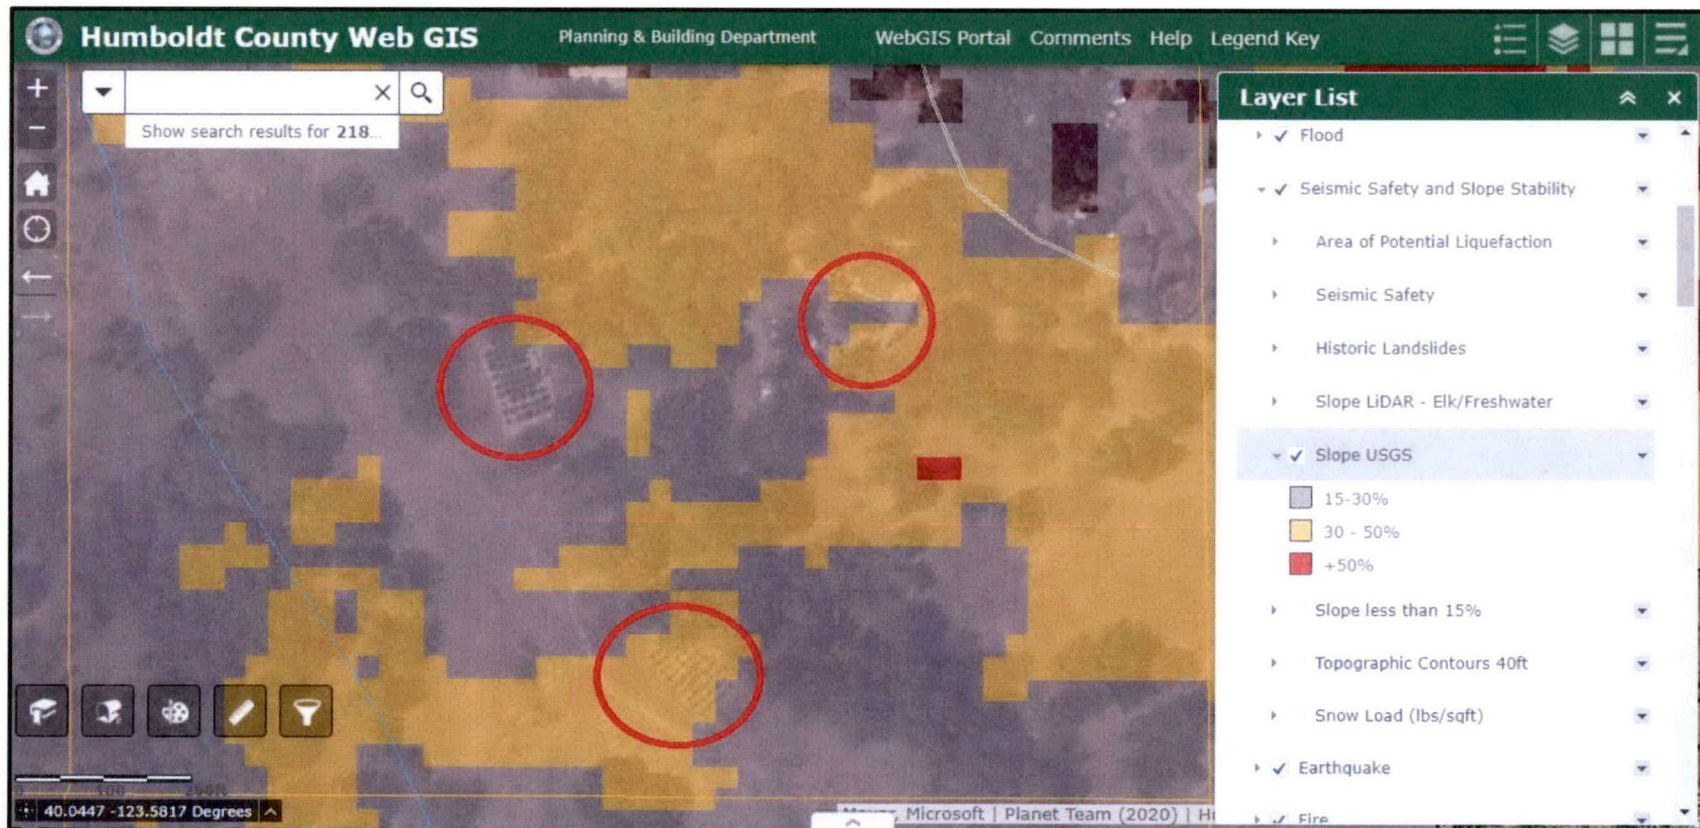 Humboldt County Web GIS Planning & Building Department WebGIS Portal Comments Help Legend Key
Show search results for 218...
Layer List
Flood
Seismic Safety and Slope Stability
Area of Potential Liquefaction
Seismic Safety
Historic Landslides
Slope LiDAR - Elk/Freshwater
Slope USGS
15-30%
30 - 50%
+50%
Slope less than 15%
Topographic Contours 40ft
Snow Load (lbs/sqft)
Earthquake
Fire
0 100 200ft
40.0447 -123.5817 Degrees
, Microsoft | Planet Team (2020) |